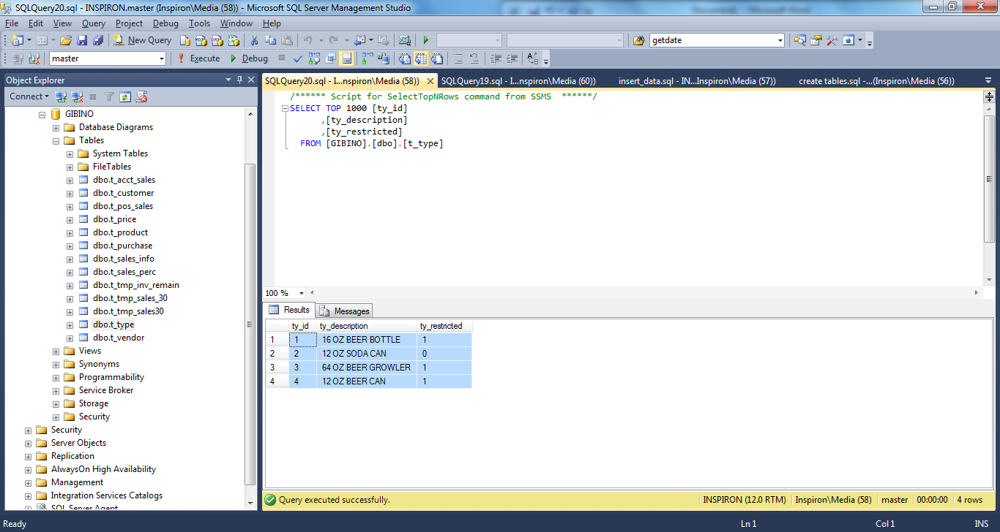 SQLQuery20.sql - INSPIRON.master (Inspiron\Media (58)) - Microsoft SQL Server Management Studio
File Edit View Query Project Debug Tools Window Help
New Query getdate
master Execute Debug
Object Explorer
Connect
GIBINO
Database Diagrams
Tables
System Tables
FileTables
dbo.t_acct_sales
dbo.t_customer
dbo.t_pos_sales
dbo.t_price
dbo.t_product
dbo.t_purchase
dbo.t_sales_info
dbo.t_sales_perc
dbo.t_tmp_inv_remain
dbo.t_tmp_sales_30
dbo.t_tmp_sales30
dbo.t_type
dbo.t_vendor
Views
Synonyms
Programmability
Service Broker
Storage
Security
Security
Server Objects
Replication
AlwaysOn High Availability
Management
Integration Services Catalogs
SQL Server Agent
SQLQuery20.sql - I...nspiron\Media (58)) SQLQuery19.sql - I...nspiron\Media (60)) insert_data.sql - IN...Inspiron\Media (57)) create tables.sql -...(Inspiron\Media (56))
/****** Script for SelectTopNRows command from SSMS ******/
SELECT TOP 1000 [ty_id]
,[ty_description]
,[ty_restricted]
FROM [GIBINO].[dbo].[t_type]
100 %
Results Messages
ty_id ty_description ty_restricted
1 1 16 OZ BEER BOTTLE 1
2 2 12 OZ SODA CAN 0
3 3 64 OZ BEER GROWLER 1
4 4 12 OZ BEER CAN 1
Query executed successfully. INSPIRON (12.0 RTM) Inspiron\Media (58) master 00:00:00 4 rows
Ready Ln 1 Col 1 INS